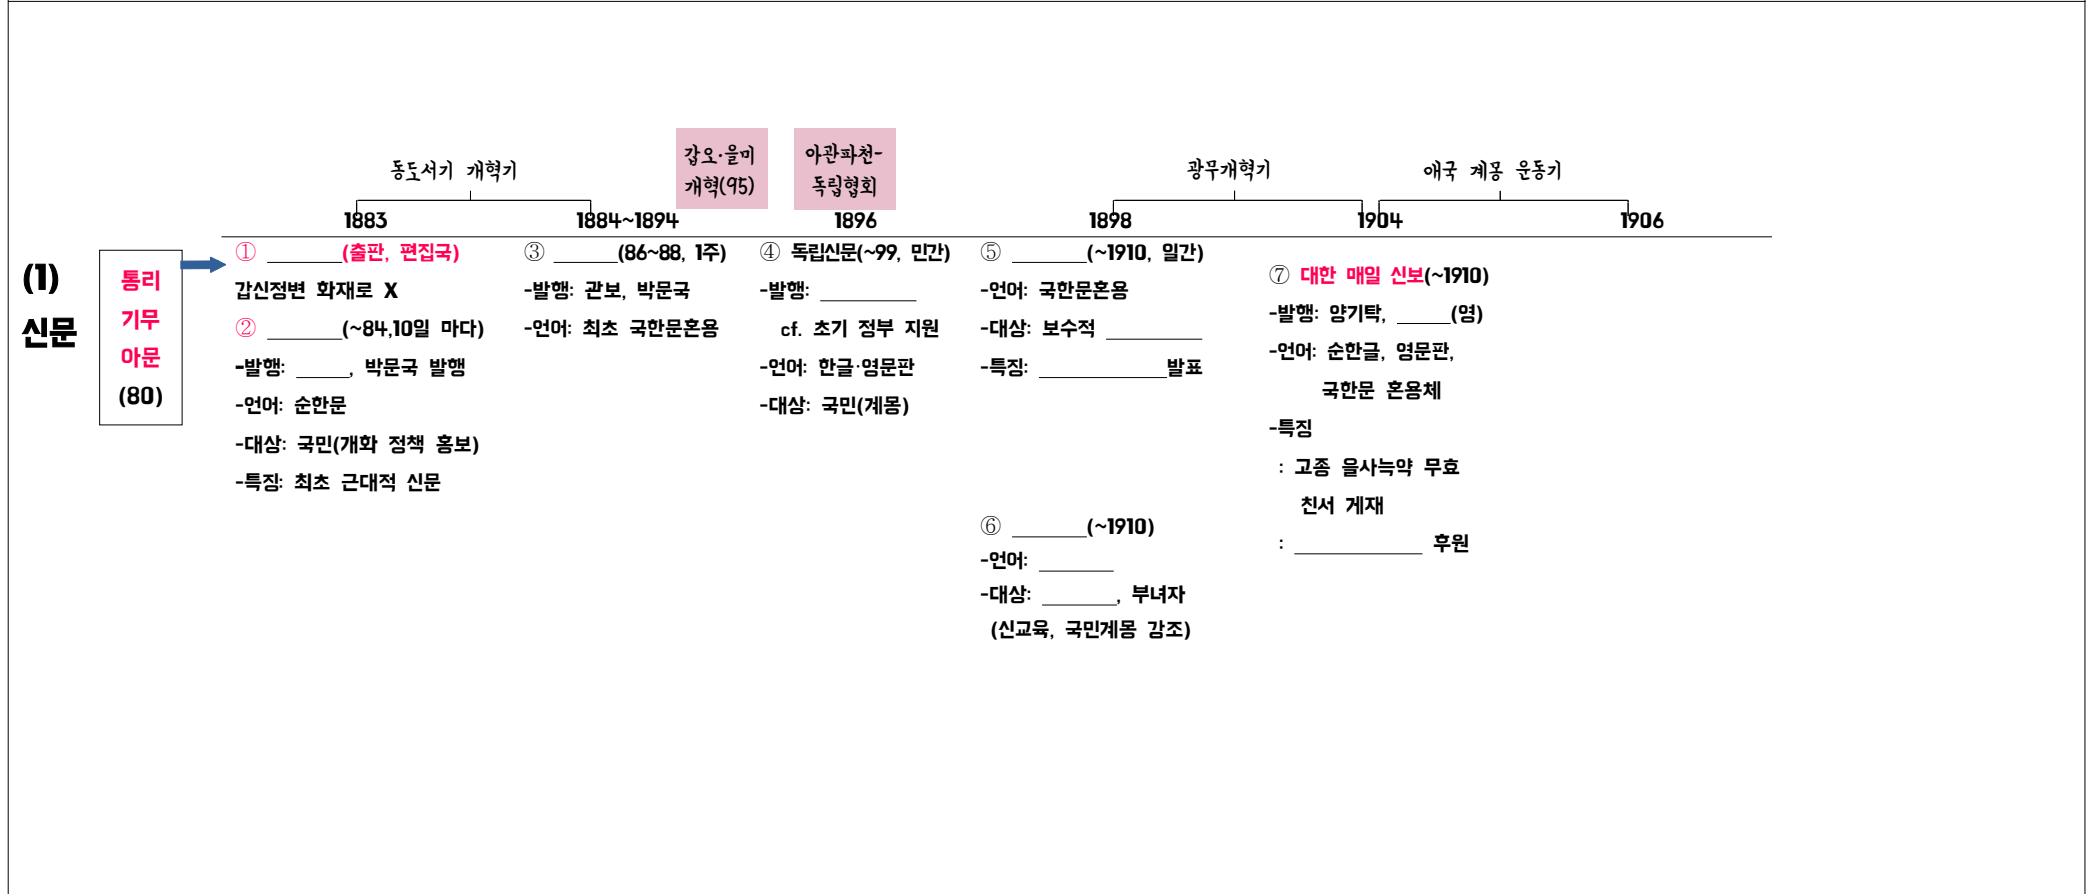 (1)
신문
통리
기무
아문
(80)
동도서기 개혁기
갑오·을미
개혁(95)
아관파천-
독립협회
광무개혁기
애국 계몽 운동기
1883
1884~1894
1896
1898
1904
1906
① _______(출판, 편집국)
갑신정변 화재로 X
② _______(~84,10일 마다)
-발행: _____, 박문국 발행
-언어: 순한문
-대상: 국민(개화 정책 홍보)
-특징: 최초 근대적 신문
③ ______(86~88, 1주)
-발행: 관보, 박문국
-언어: 최초 국한문혼용
④ 독립신문(~99, 민간)
-발행: _________
cf. 초기 정부 지원
-언어: 한글·영문판
-대상: 국민(계몽)
⑤ _______(~1910, 일간)
-언어: 국한문혼용
-대상: 보수적 _________
-특징: ____________발표
⑥ _______(~1910)
-언어: _______
-대상: _______, 부녀자
(신교육, 국민계몽 강조)
⑦ 대한 매일 신보(~1910)
-발행: 양기탁, _____(영)
-언어: 순한글, 영문판,
국한문 혼용체
-특징
: 고종 을사늑약 무효
친서 게재
: ____________ 후원